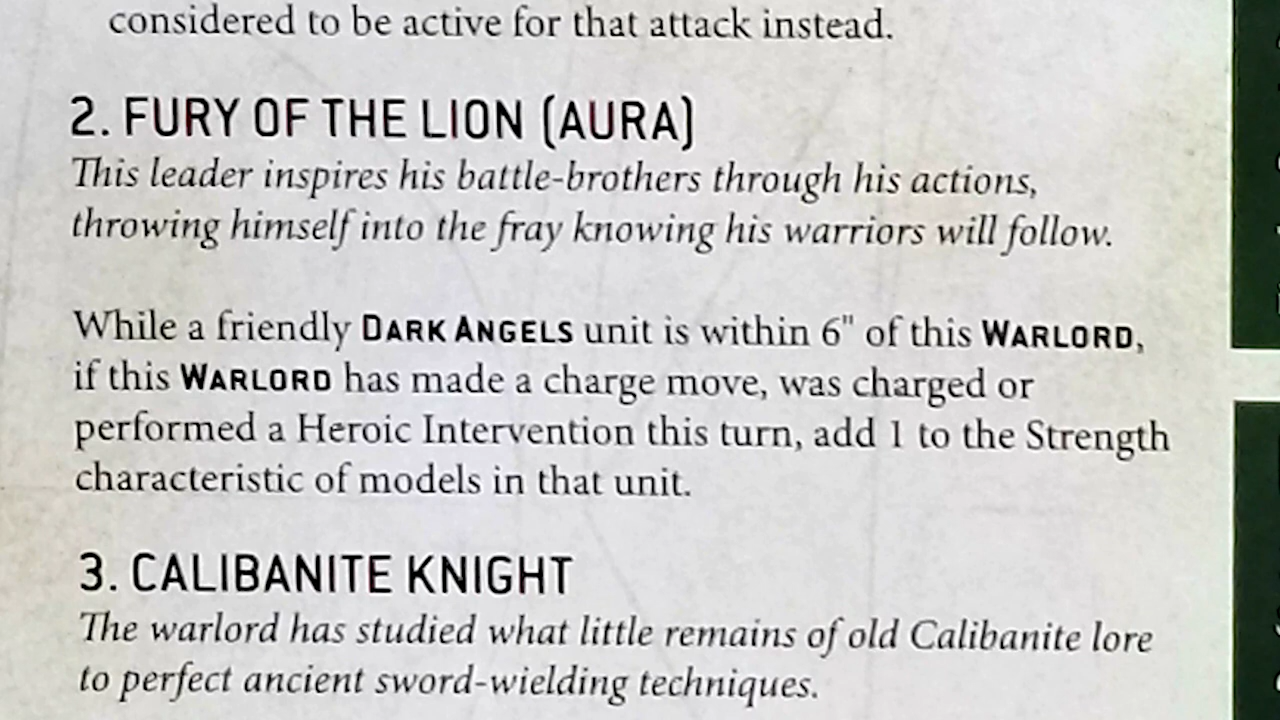 considered to be active for that attack instead.
2. FURY OF THE LION (AURA)
This leader inspires his battle-brothers through his actions,
throwing himself into the fray knowing his warriors will follow.
While a friendly DARK ANGELS unit is within 6" of this WARLORD,
if this WARLORD has made a charge move, was charged or
performed a Heroic Intervention this turn, add 1 to the Strength
characteristic of models in that unit.
3. CALIBANITE KNIGHT
The warlord has studied what little remains of old Calibanite lore
to perfect ancient sword-wielding techniques.